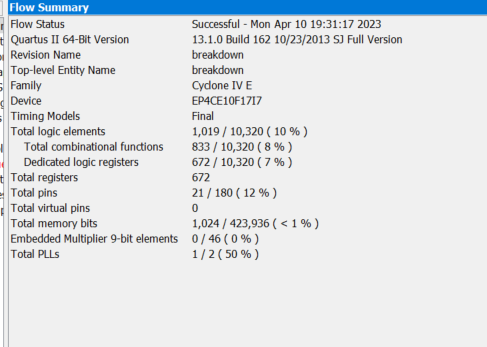 Flow Summary
Flow Status Successful - Mon Apr 10 19:31:17 2023
Quartus II 64-Bit Version 13.1.0 Build 162 10/23/2013 SJ Full Version
Revision Name breakdown
Top-level Entity Name breakdown
Family Cyclone IV E
Device EP4CE10F17I7
Timing Models Final
Total logic elements 1,019 / 10,320 ( 10 % )
Total combinational functions 833 / 10,320 ( 8 % )
Dedicated logic registers 672 / 10,320 ( 7 % )
Total registers 672
Total pins 21 / 180 ( 12 % )
Total virtual pins 0
Total memory bits 1,024 / 423,936 ( < 1 % )
Embedded Multiplier 9-bit elements 0 / 46 ( 0 % )
Total PLLs 1 / 2 ( 50 % )